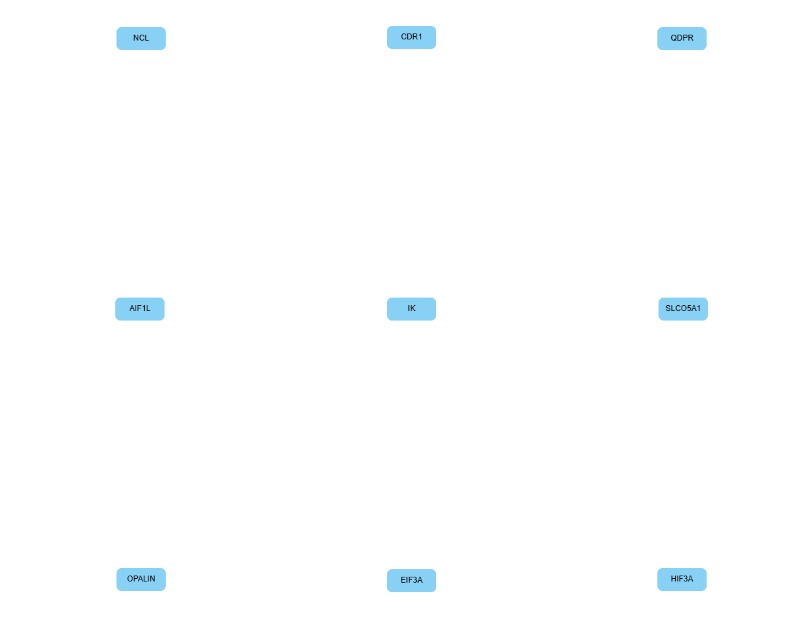 NCL
CDR1
QDPR
AIF1L
IK
SLCO5A1
OPALIN
EIF3A
HIF3A